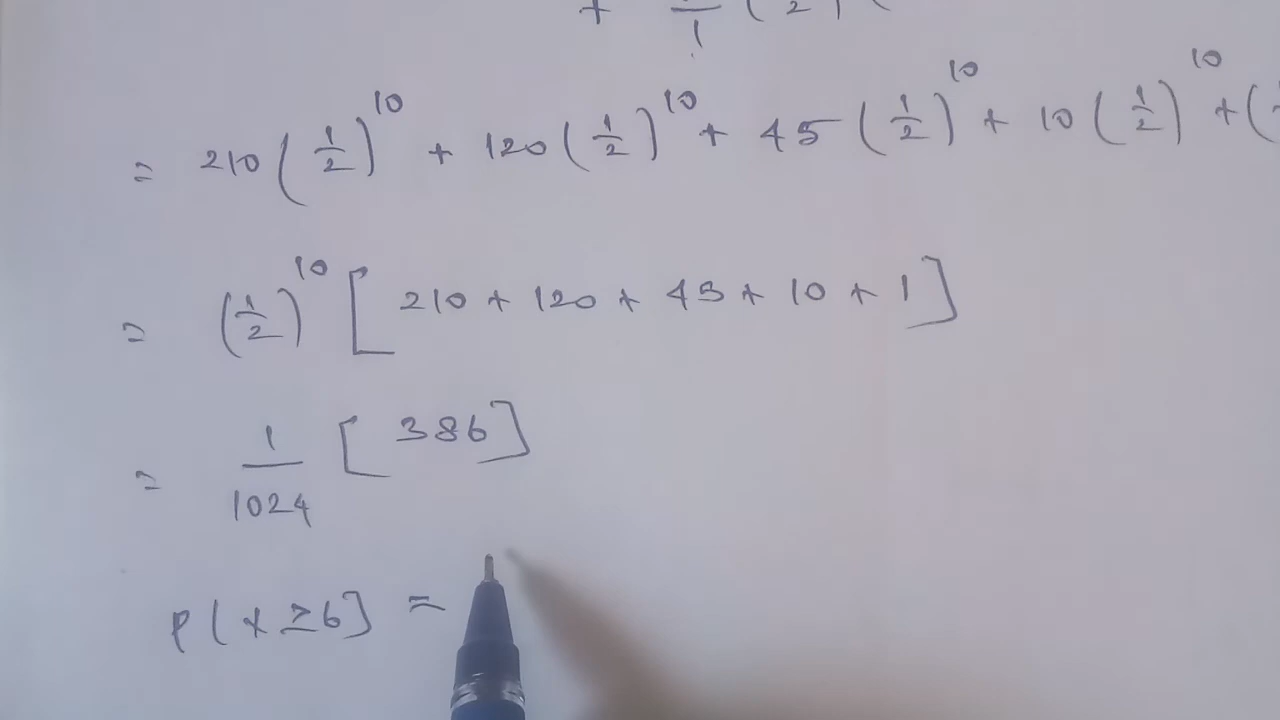 = 210 (1/2)^10 + 120 (1/2)^10 + 45 (1/2)^10 + 10 (1/2)^10 + (
= (1/2)^10 [ 210 + 120 + 45 + 10 + 1 ]
= 1/1024 [ 386 ]
P( x ≥6] =